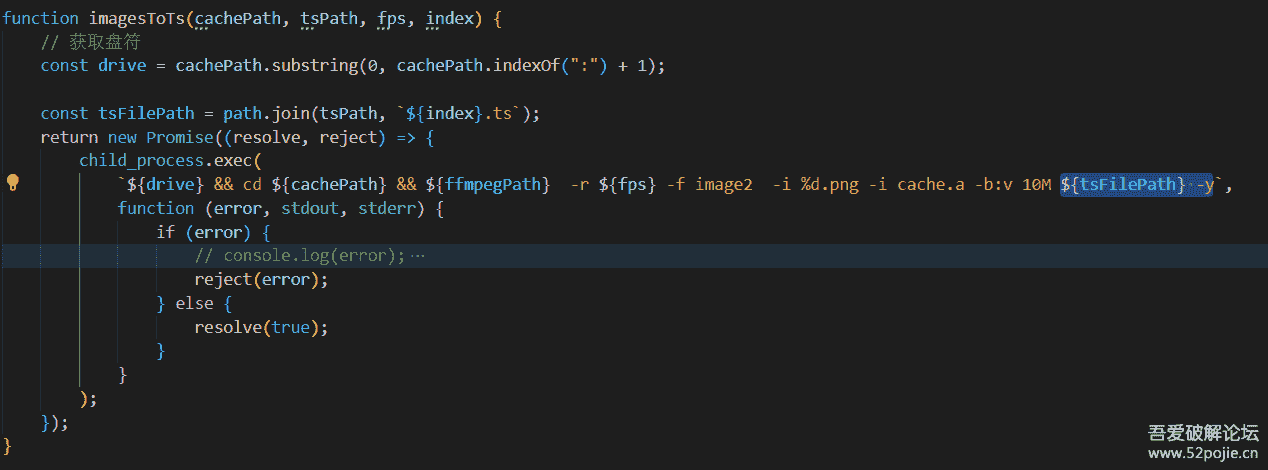 function imagesToTs(cachePath, tsPath, fps, index) {
    // 获取盘符
    const drive = cachePath.substring(0, cachePath.indexOf(":") + 1);

    const tsFilePath = path.join(tsPath, `${index}.ts`);
    return new Promise((resolve, reject) => {
        child_process.exec(
            `${drive} && cd ${cachePath} && ${ffmpegPath}  -r ${fps} -f image2  -i %d.png -i cache.a -b:v 10M ${tsFilePath} -y`,
            function (error, stdout, stderr) {
                if (error) {
                    // console.log(error);…
                    reject(error);
                } else {
                    resolve(true);
                }
            }
        );
    });
}
吾爱破解论坛
www.52pojie.cn